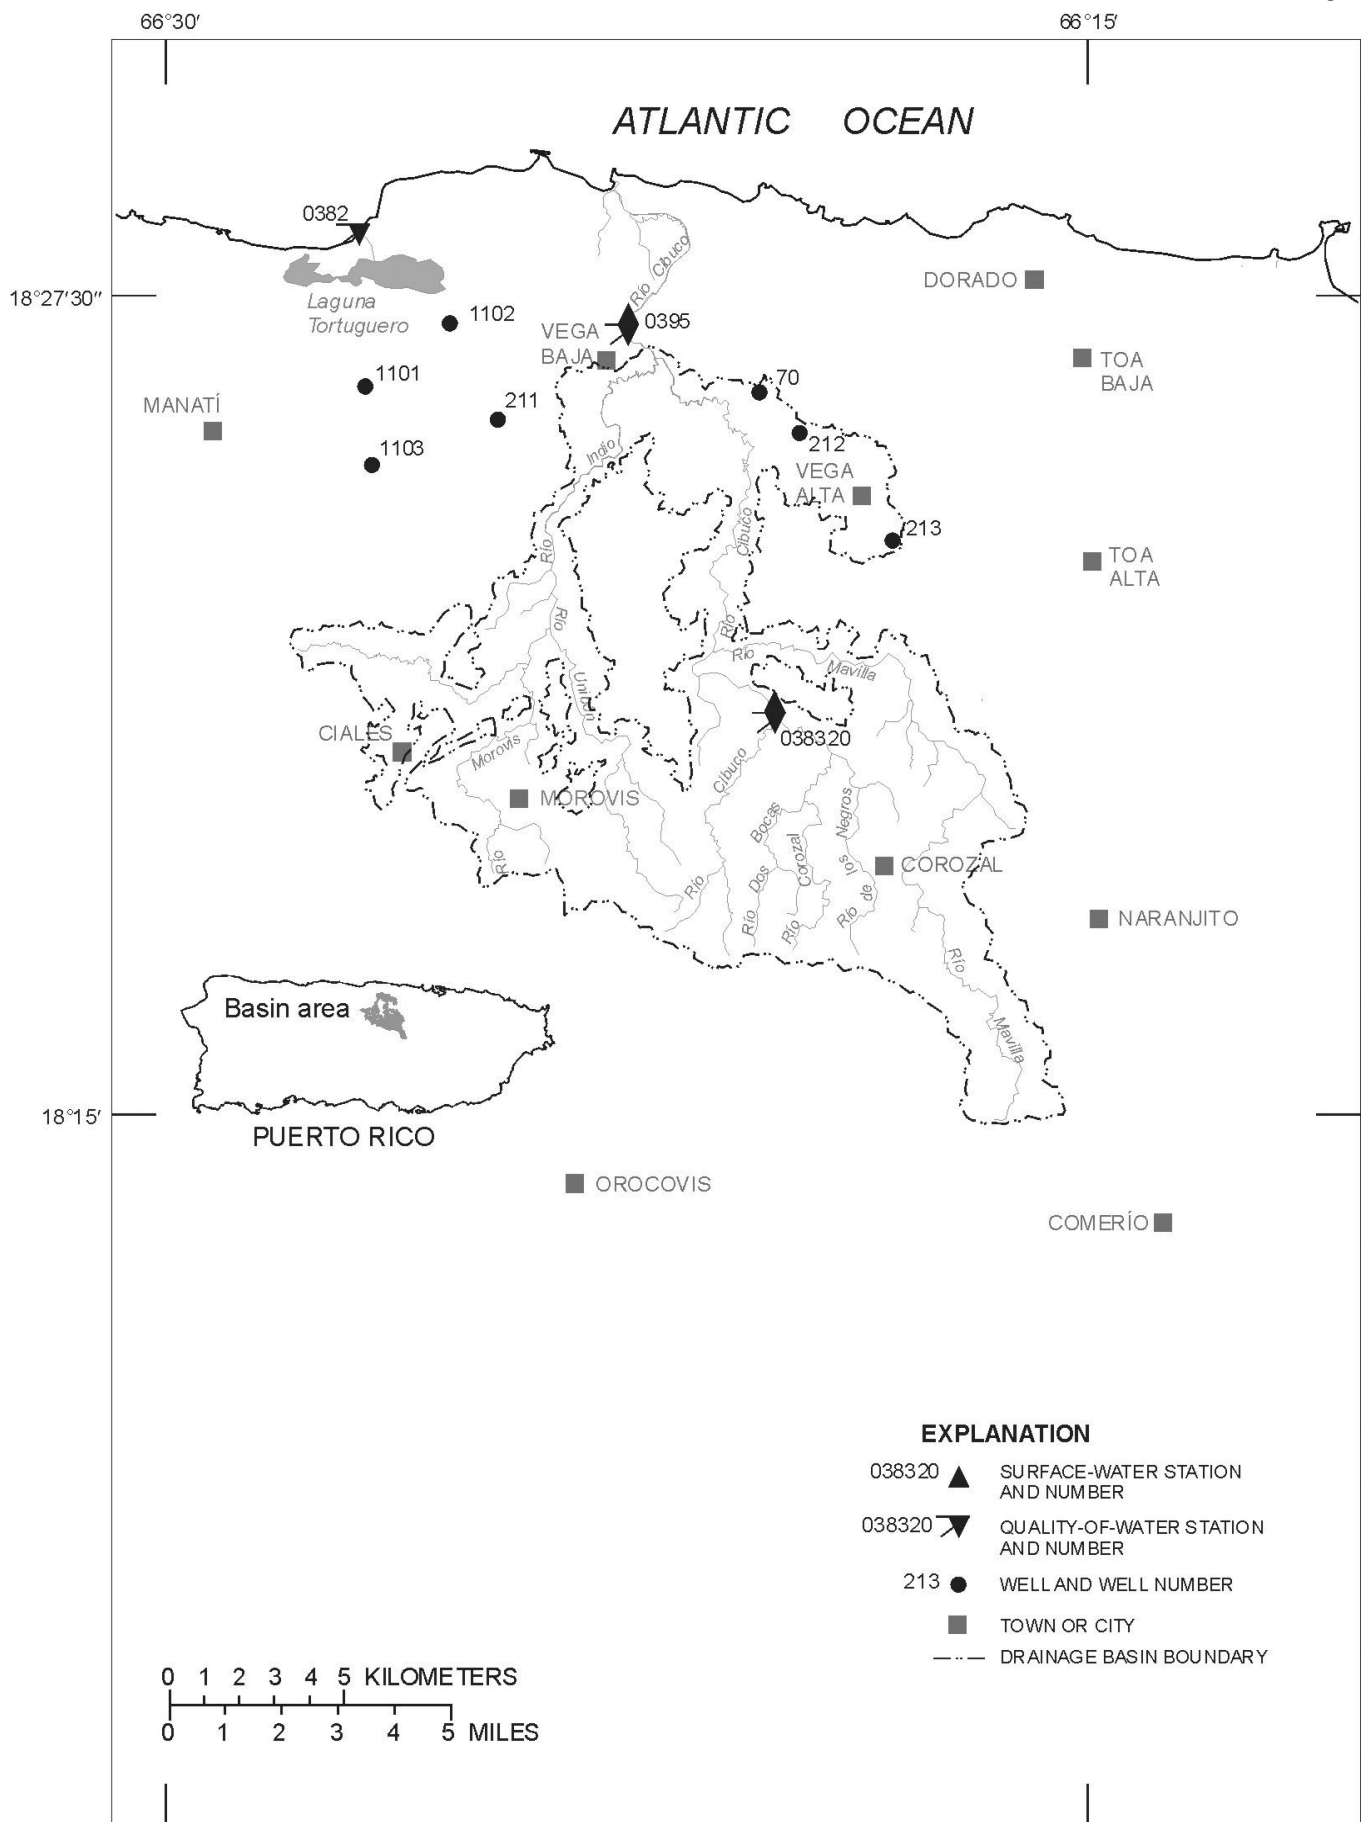 66°30′
66°15′
ATLANTIC OCEAN
0382
Río Cibuco
DORADO
18°27′30″
Laguna
Tortuguero
1102
0395
VEGA
BAJA
TOA
BAJA
1101
70
MANATÍ
211
212
1103
Indio
VEGA
ALTA
213
Cibuco
Río
TOA
ALTA
Río
Río
Río
Mavilla
Unibón
CIALES
038320
Morovis
Cibuco
MOROVIS
Bocas
Negros
Corozal
los
COROZAL
Río
Río
Dos
de
Río
Río
Río
NARANJITO
Río
Basin area
Mavilla
18°15′
PUERTO RICO
OROCOVIS
COMERÍO
EXPLANATION
038320 SURFACE-WATER STATION
AND NUMBER
038320 QUALITY-OF-WATER STATION
AND NUMBER
213 WELL AND WELL NUMBER
TOWN OR CITY
DRAINAGE BASIN BOUNDARY
0 1 2 3 4 5 KILOMETERS
0 1 2 3 4 5 MILES